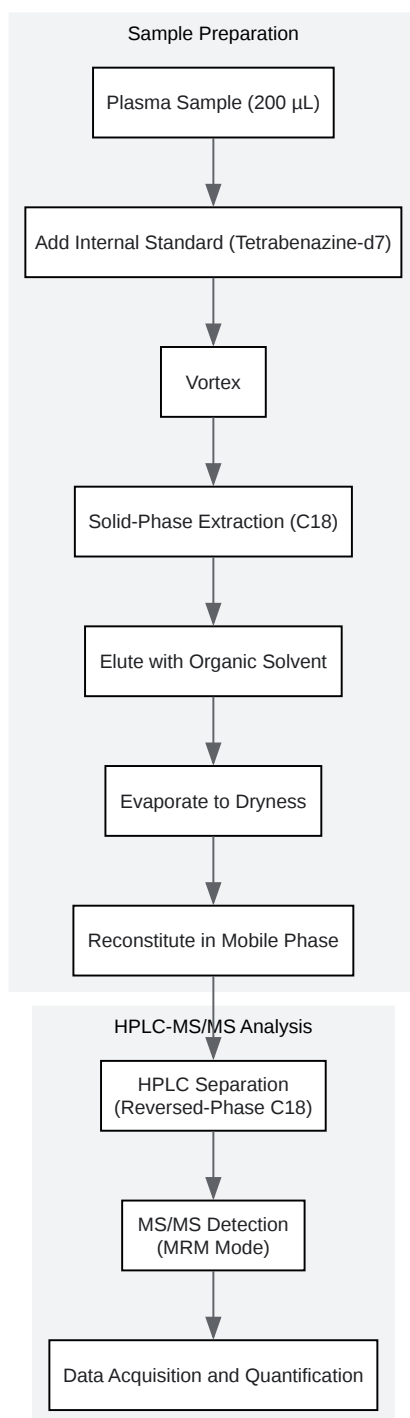 Sample Preparation
Plasma Sample (200 µL)
Add Internal Standard (Tetrabenazine-d7)
Vortex
Solid-Phase Extraction (C18)
Elute with Organic Solvent
Evaporate to Dryness
Reconstitute in Mobile Phase
HPLC-MS/MS Analysis
HPLC Separation
(Reversed-Phase C18)
MS/MS Detection
(MRM Mode)
Data Acquisition and Quantification